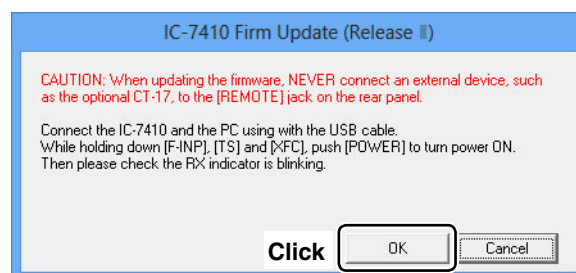 IC-7410 Firm Update (Release )
CAUTION: When updating the firmware, NEVER connect an external device, such
as the optional CT-17, to the [REMOTE] jack on the rear panel.
Connect the IC-7410 and the PC using with the USB cable.
While holding down [F-INP], [TS] and [XFC], push [POWER] to turn power ON.
Then please check the RX indicator is blinking.
Click OK Cancel